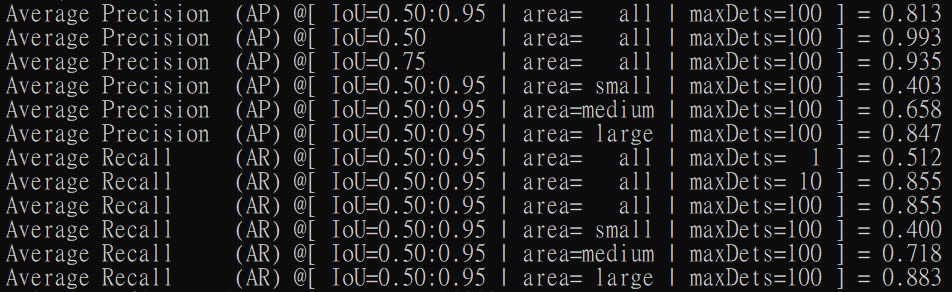 Average Precision  (AP) @[ IoU=0.50:0.95 | area=   all | maxDets=100 ] = 0.813
Average Precision  (AP) @[ IoU=0.50      | area=   all | maxDets=100 ] = 0.993
Average Precision  (AP) @[ IoU=0.75      | area=   all | maxDets=100 ] = 0.935
Average Precision  (AP) @[ IoU=0.50:0.95 | area= small | maxDets=100 ] = 0.403
Average Precision  (AP) @[ IoU=0.50:0.95 | area=medium | maxDets=100 ] = 0.658
Average Precision  (AP) @[ IoU=0.50:0.95 | area= large | maxDets=100 ] = 0.847
Average Recall     (AR) @[ IoU=0.50:0.95 | area=   all | maxDets=  1 ] = 0.512
Average Recall     (AR) @[ IoU=0.50:0.95 | area=   all | maxDets= 10 ] = 0.855
Average Recall     (AR) @[ IoU=0.50:0.95 | area=   all | maxDets=100 ] = 0.855
Average Recall     (AR) @[ IoU=0.50:0.95 | area= small | maxDets=100 ] = 0.400
Average Recall     (AR) @[ IoU=0.50:0.95 | area=medium | maxDets=100 ] = 0.718
Average Recall     (AR) @[ IoU=0.50:0.95 | area= large | maxDets=100 ] = 0.883